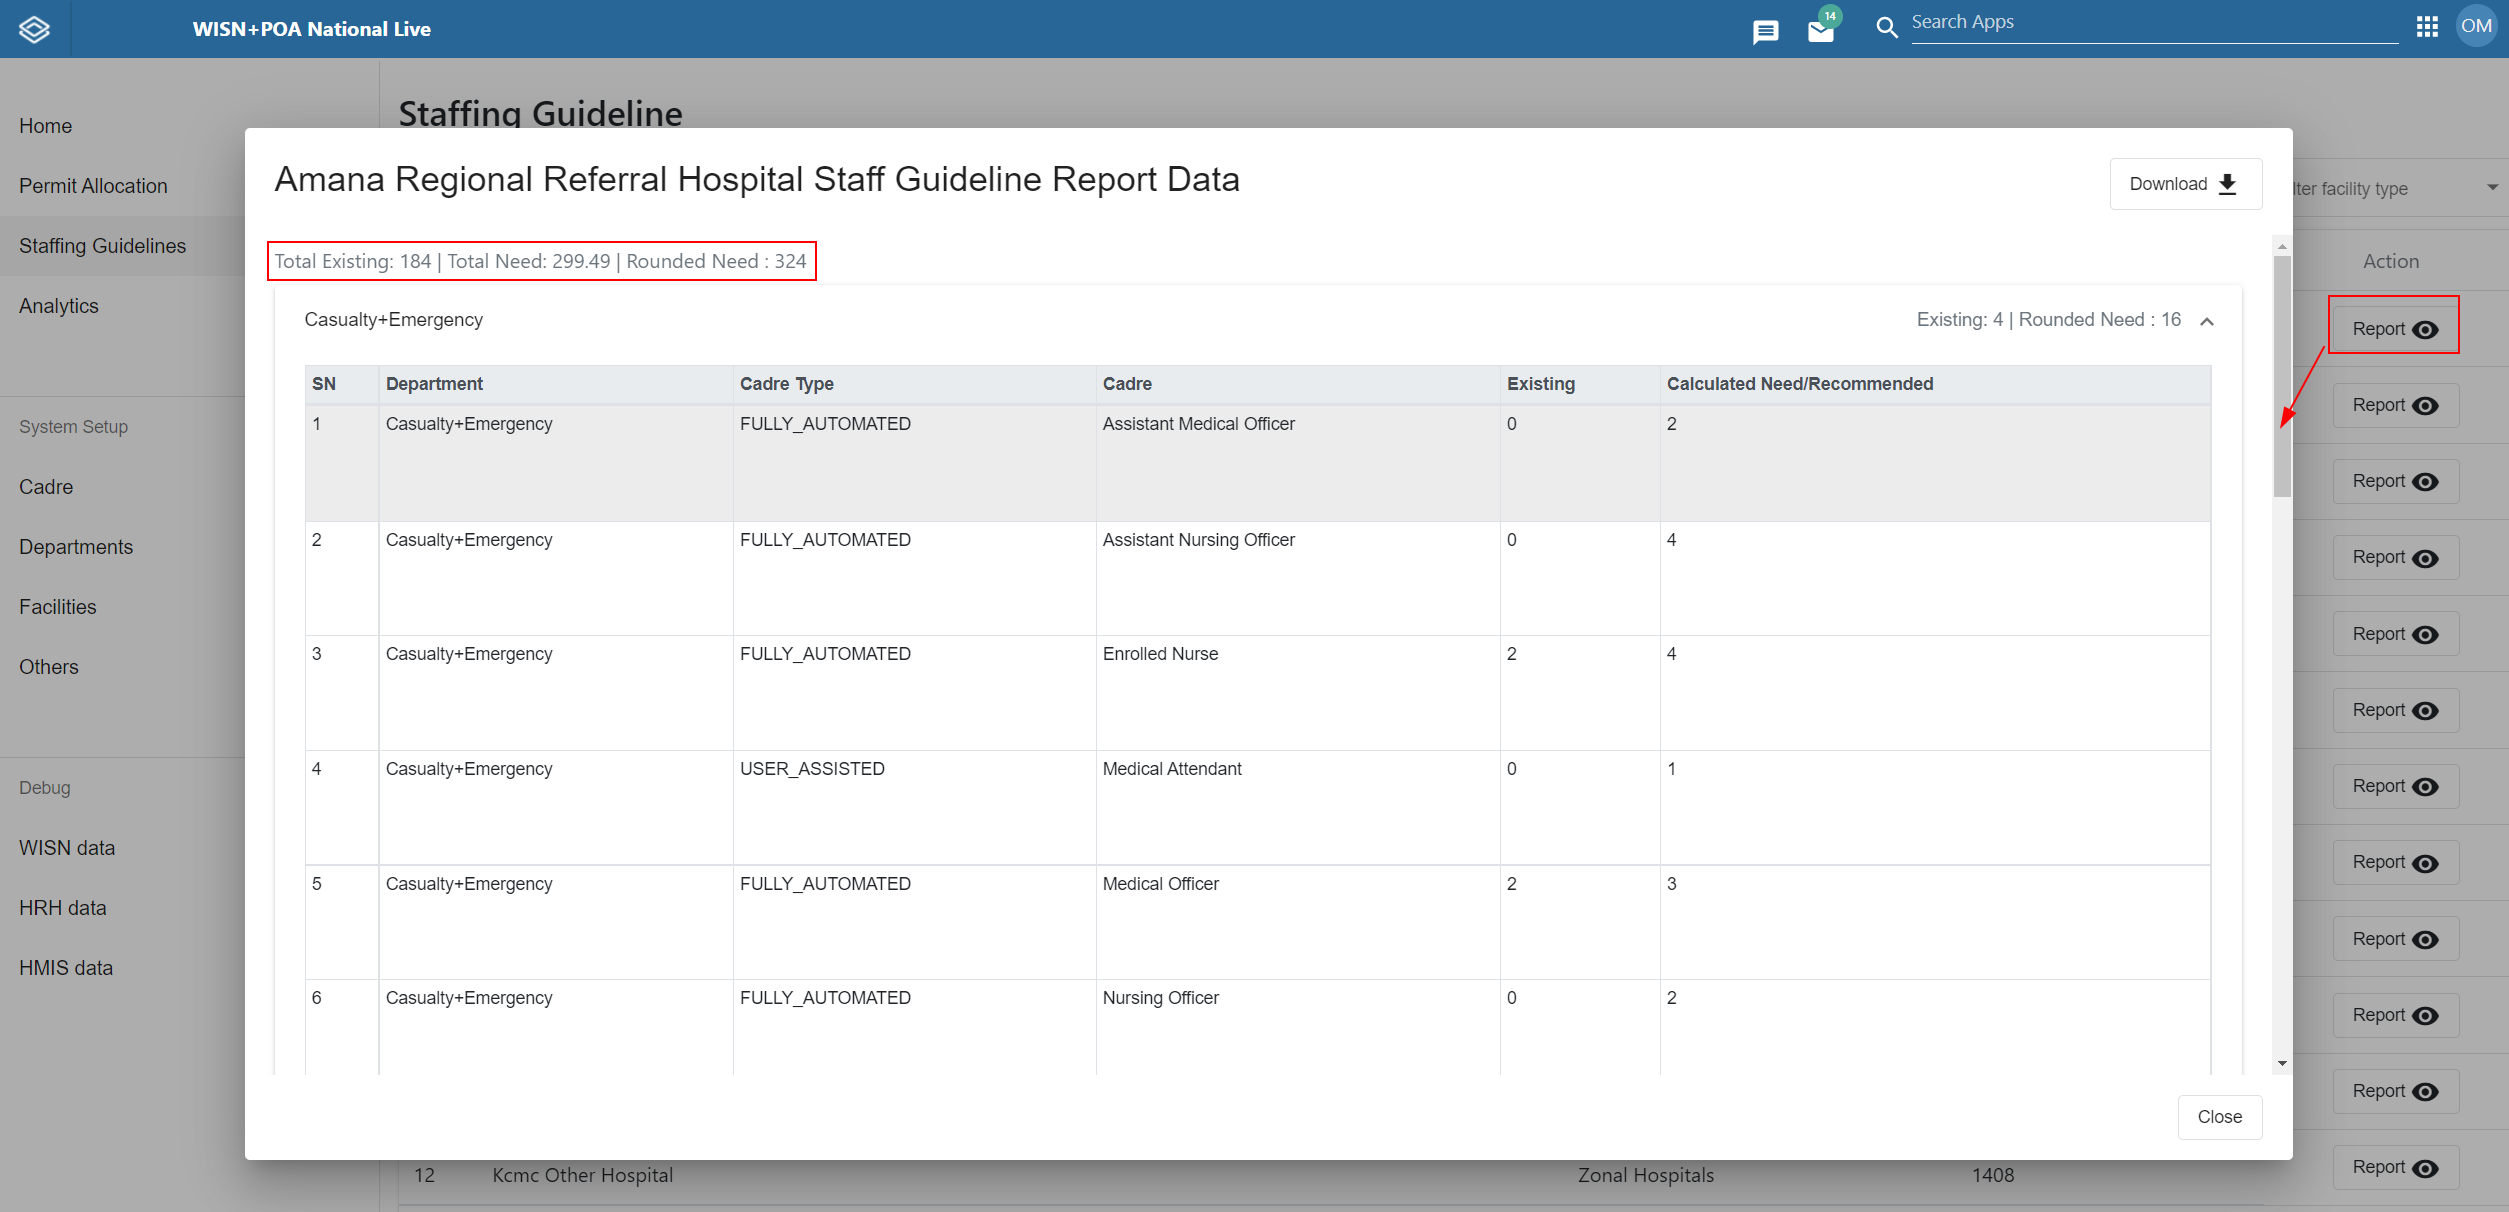 WISN+POA National Live
14
Search Apps
OM
Home
Permit Allocation
Staffing Guidelines
Analytics
System Setup
Cadre
Departments
Facilities
Others
Debug
WISN data
HRH data
HMIS data
Staffing Guideline
lter facility type
Action
Amana Regional Referral Hospital Staff Guideline Report Data
Download
Total Existing: 184 | Total Need: 299.49 | Rounded Need : 324
Casualty+Emergency Existing: 4 | Rounded Need : 16
SN Department Cadre Type Cadre Existing Calculated Need/Recommended
1 Casualty+Emergency FULLY_AUTOMATED Assistant Medical Officer 0 2
2 Casualty+Emergency FULLY_AUTOMATED Assistant Nursing Officer 0 4
3 Casualty+Emergency FULLY_AUTOMATED Enrolled Nurse 2 4
4 Casualty+Emergency USER_ASSISTED Medical Attendant 0 1
5 Casualty+Emergency FULLY_AUTOMATED Medical Officer 2 3
6 Casualty+Emergency FULLY_AUTOMATED Nursing Officer 0 2
Close
Report
Report
Report
Report
Report
Report
Report
Report
Report
Report
Report
12 Kcmc Other Hospital Zonal Hospitals 1408 Report